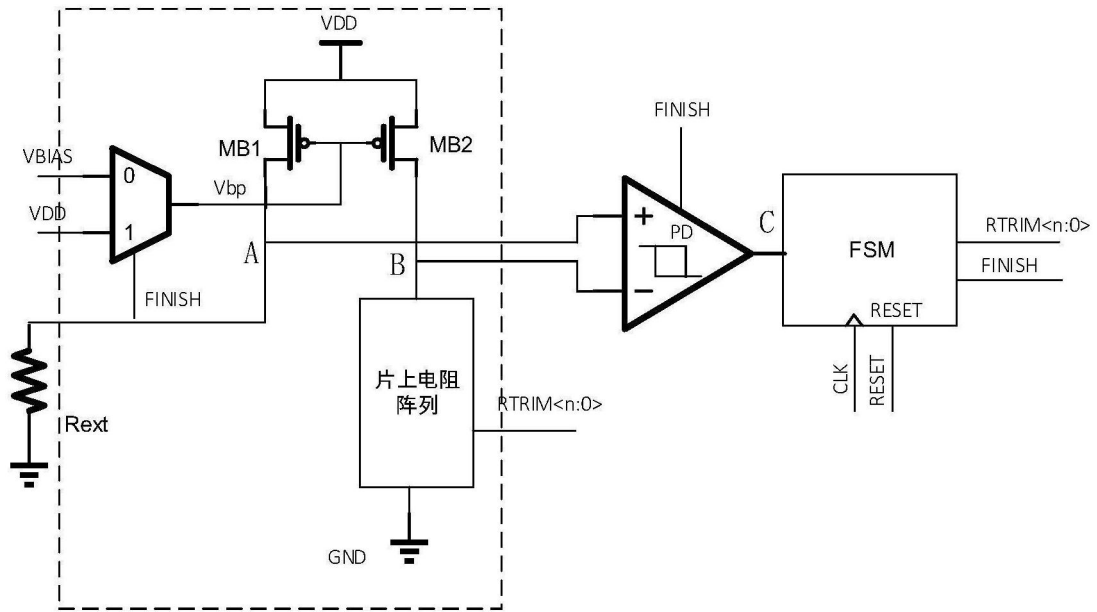 VDD
MB1
MB2
VBIAS
0
Vbp
VDD
1
FINISH
A
B
FINISH
+
PD
−
C
FSM
RTRIM<n:0>
FINISH
RESET
CLK
RESET
Rext
片上电阻
阵列
RTRIM<n:0>
GND